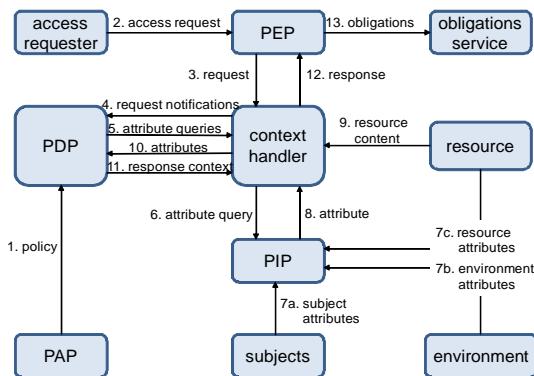 access
requester
2. access request
PEP
13. obligations
obligations
service
3. request
12. response
4. request notifications
5. attribute queries
10. attributes
11. response context
PDP
context
handler
9. resource
content
resource
6. attribute query
8. attribute
1. policy
PIP
7c. resource
attributes
7b. environment
attributes
7a. subject
attributes
PAP
subjects
environment